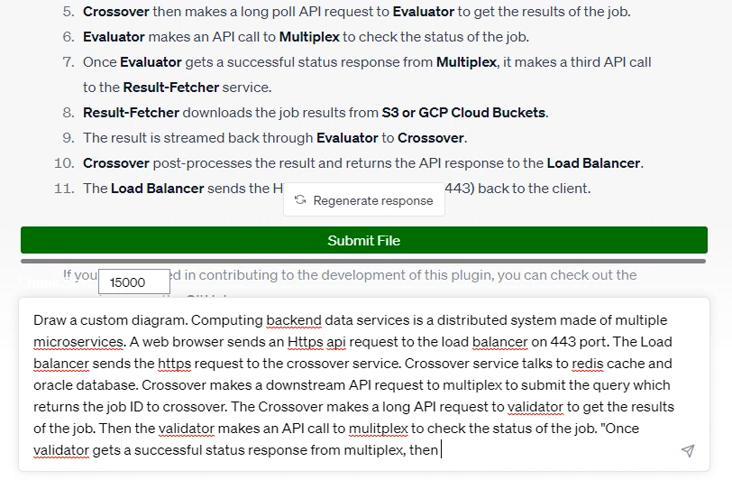 5. Crossover then makes a long poll API request to Evaluator to get the results of the job.
6. Evaluator makes an API call to Multiplex to check the status of the job.
7. Once Evaluator gets a successful status response from Multiplex, it makes a third API call
to the Result-Fetcher service.
8. Result-Fetcher downloads the job results from S3 or GCP Cloud Buckets.
9. The result is streamed back through Evaluator to Crossover.
10. Crossover post-processes the result and returns the API response to the Load Balancer.
11. The Load Balancer sends the H 443) back to the client.
Regenerate response
Submit File
If you ed in contributing to the development of this plugin, you can check out the
15000
Draw a custom diagram. Computing backend data services is a distributed system made of multiple
microservices. A web browser sends an Https api request to the load balancer on 443 port. The Load
balancer sends the https request to the crossover service. Crossover service talks to redis cache and
oracle database. Crossover makes a downstream API request to multiplex to submit the query which
returns the job ID to crossover. The Crossover makes a long API request to validator to get the results
of the job. Then the validator makes an API call to mulitplex to check the status of the job. "Once
validator gets a successful status response from multiplex, then